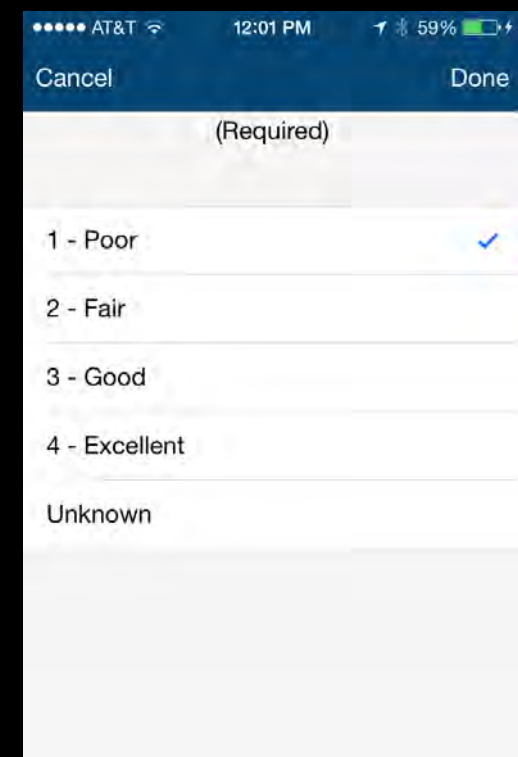 AT&T 12:01 PM 59%
Cancel Done
(Required)
1 - Poor
2 - Fair
3 - Good
4 - Excellent
Unknown